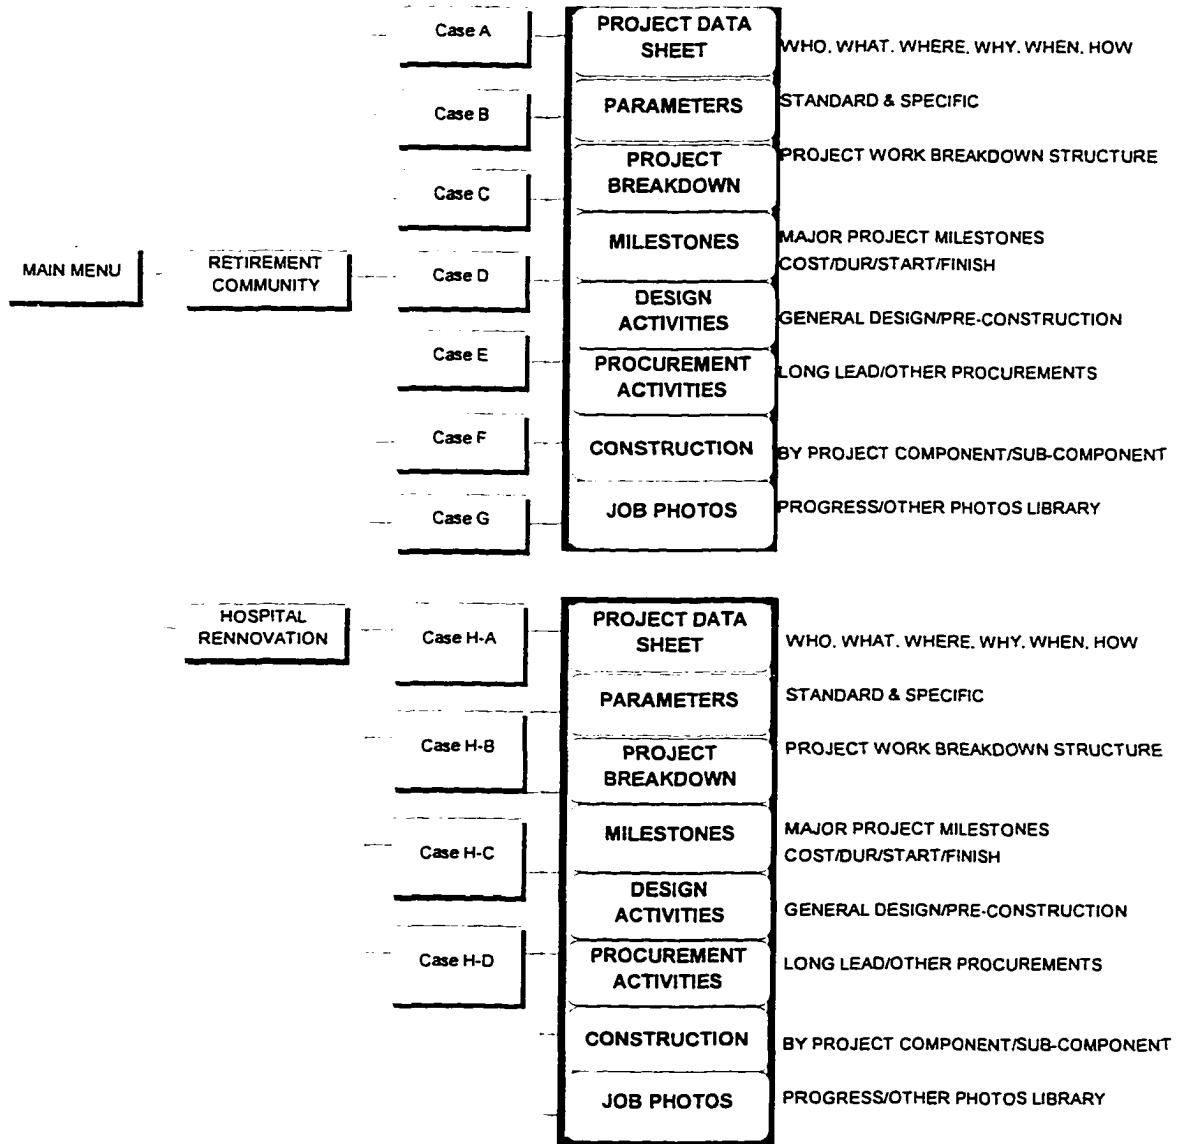 MAIN MENU
RETIREMENT
COMMUNITY
Case A
Case B
Case C
Case D
Case E
Case F
Case G
PROJECT DATA
SHEET
WHO. WHAT. WHERE. WHY. WHEN. HOW
PARAMETERS
STANDARD & SPECIFIC
PROJECT
BREAKDOWN
PROJECT WORK BREAKDOWN STRUCTURE
MILESTONES
MAJOR PROJECT MILESTONES
COST/DUR/START/FINISH
DESIGN
ACTIVITIES
GENERAL DESIGN/PRE-CONSTRUCTION
PROCUREMENT
ACTIVITIES
LONG LEAD/OTHER PROCUREMENTS
CONSTRUCTION
BY PROJECT COMPONENT/SUB-COMPONENT
JOB PHOTOS
PROGRESS/OTHER PHOTOS LIBRARY
HOSPITAL
RENNOVATION
Case H-A
Case H-B
Case H-C
Case H-D
PROJECT DATA
SHEET
WHO. WHAT. WHERE. WHY. WHEN. HOW
PARAMETERS
STANDARD & SPECIFIC
PROJECT
BREAKDOWN
PROJECT WORK BREAKDOWN STRUCTURE
MILESTONES
MAJOR PROJECT MILESTONES
COST/DUR/START/FINISH
DESIGN
ACTIVITIES
GENERAL DESIGN/PRE-CONSTRUCTION
PROCUREMENT
ACTIVITIES
LONG LEAD/OTHER PROCUREMENTS
CONSTRUCTION
BY PROJECT COMPONENT/SUB-COMPONENT
JOB PHOTOS
PROGRESS/OTHER PHOTOS LIBRARY